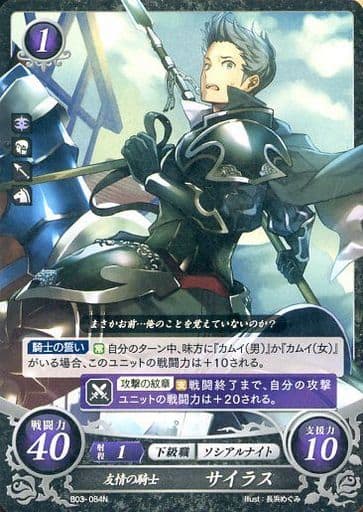 1
まさかお前…俺のことを覚えていないのか?
騎士の誓い 常 自分のターン中、味方に『カムイ(男)』か『カムイ(女)』
がいる場合、このユニットの戦闘力は+10される。
攻撃の紋章 支 戦闘終了まで、自分の攻撃
ユニットの戦闘力は+20される。
戦闘力
40
射程 1 下級職 ソシアルナイト
支援力
10
友情の騎士 サイラス
B03-084N
Illust:長浜めぐみ